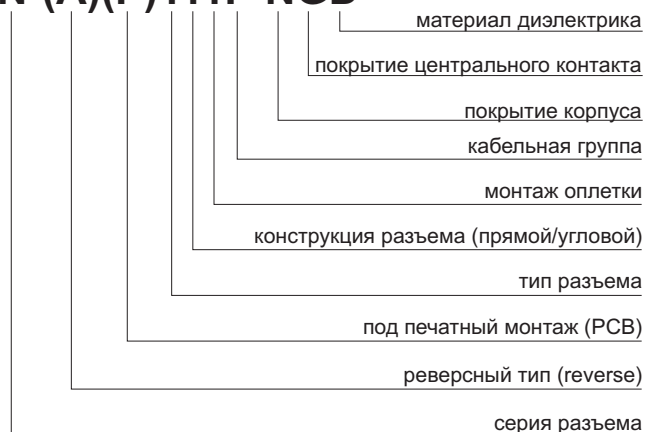 материал диэлектрика
покрытие центрального контакта
покрытие корпуса
кабельная группа
монтаж оплетки
конструкция разъема (прямой/угловой)
тип разъема
под печатный монтаж (PCB)
реверсный тип (reverse)
серия разъема